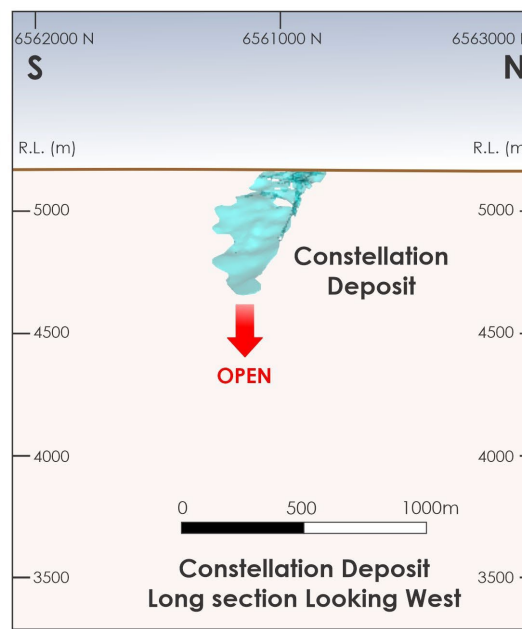 6562000 N 6561000 N 6563000 N
S N
R.L. (m) R.L. (m
5000 5000
Constellation
Deposit
4500 4500
OPEN
4000 4000
0 500 1000m
3500 3500
Constellation Deposit
Long section Looking West